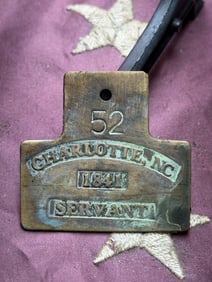 52
CHARLOTTE, NC
1841
SERVANT